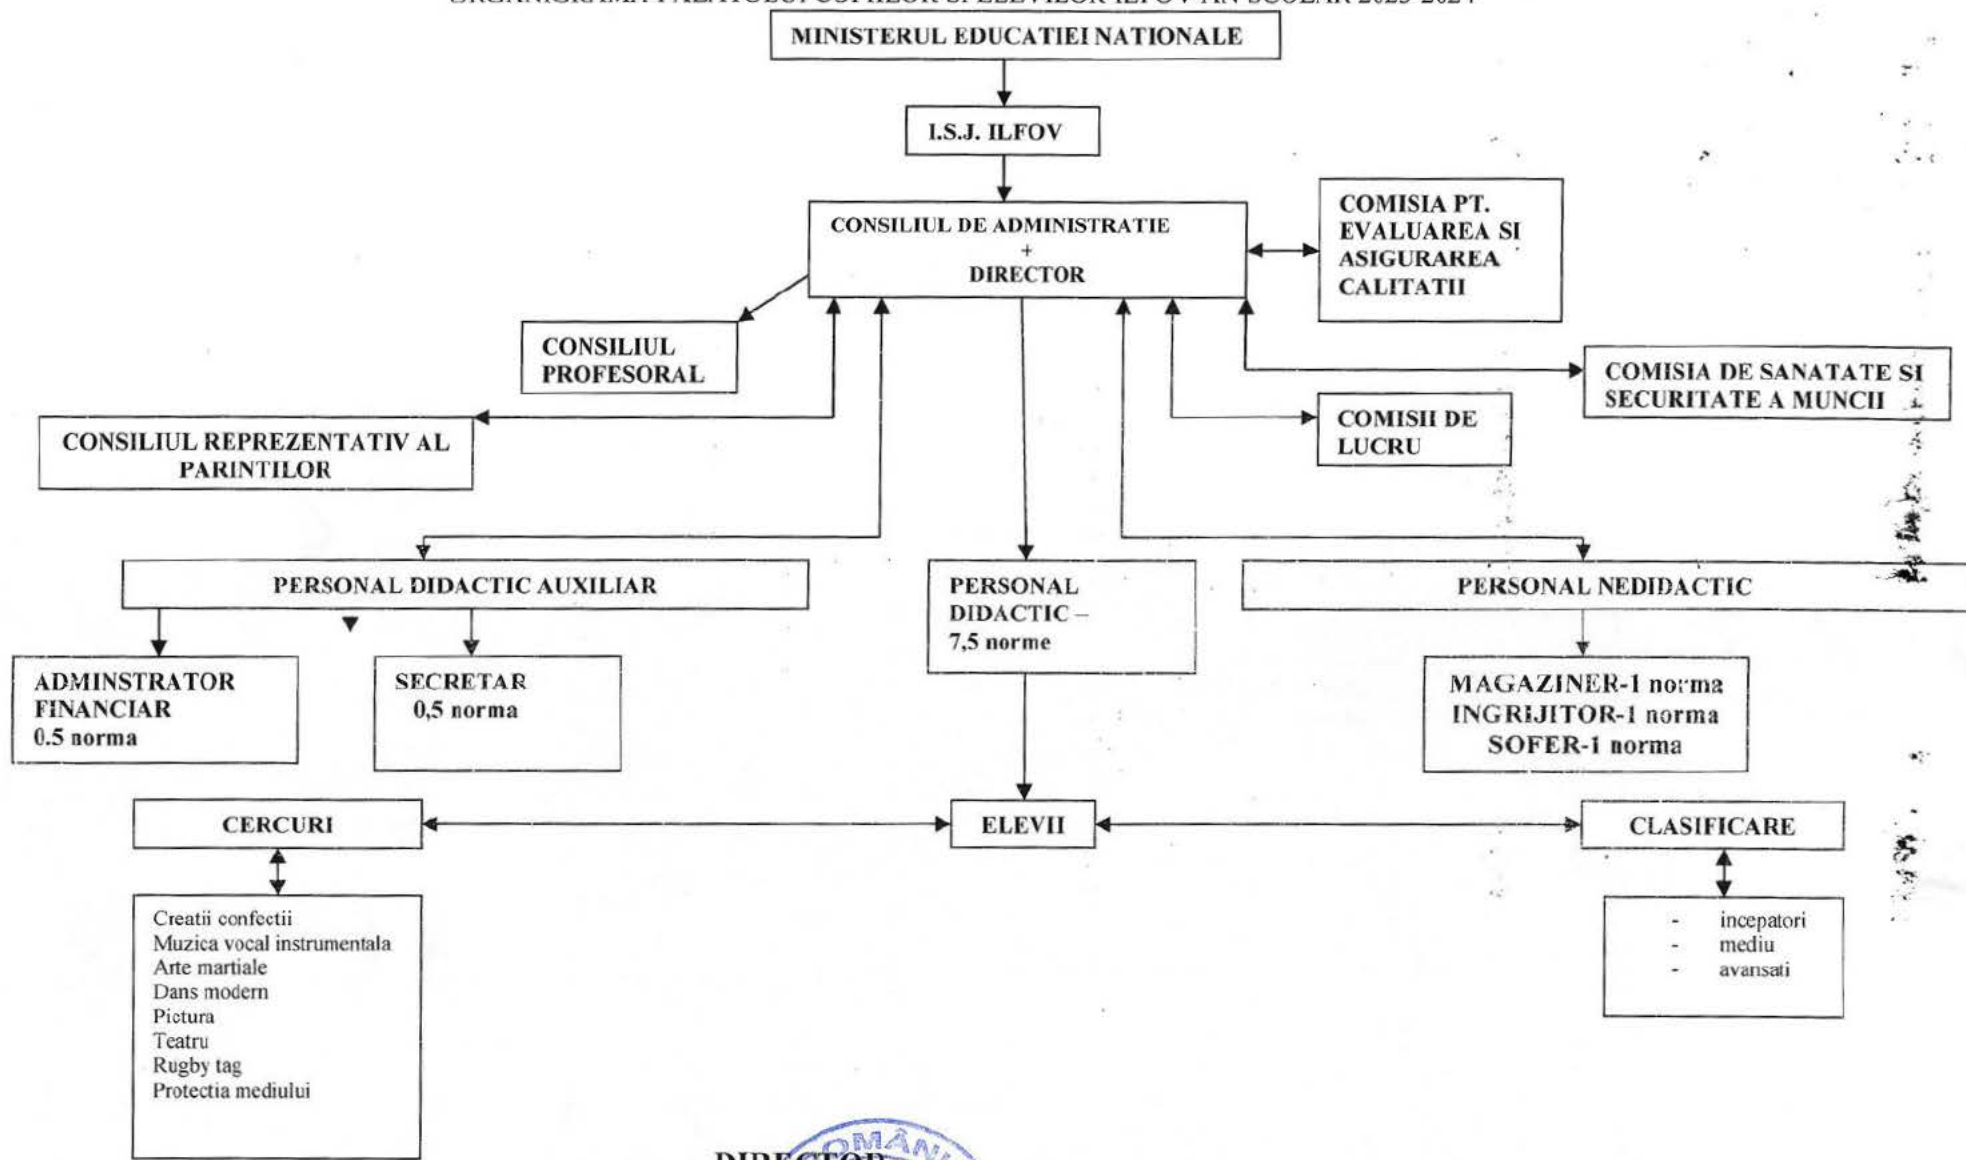 MINISTERUL EDUCATIEI NATIONALE
I.S.J. ILFOV
CONSILIUL DE ADMINISTRATIE
+
DIRECTOR
COMISIA PT.
EVALUAREA SI
ASIGURAREA
CALITATII
CONSILIUL
PROFESORAL
COMISIA DE SANATATE SI
SECURITATE A MUNCII
COMISII DE
LUCRU
CONSILIUL REPREZENTATIV AL
PARINTILOR
PERSONAL DIDACTIC AUXILIAR
PERSONAL
DIDACTIC –
7,5 norme
PERSONAL NEDIDACTIC
ADMINSTRATOR
FINANCIAR
0.5 norma
SECRETAR
0,5 norma
MAGAZINER-1 norma
INGRIJITOR-1 norma
SOFER-1 norma
CERCURI
ELEVII
CLASIFICARE
Creatii confectii
Muzica vocal instrumentala
Arte martiale
Dans modern
Pictura
Teatru
Rugby tag
Protectia mediului
- incepatori
- mediu
- avansati
DIRECTOR